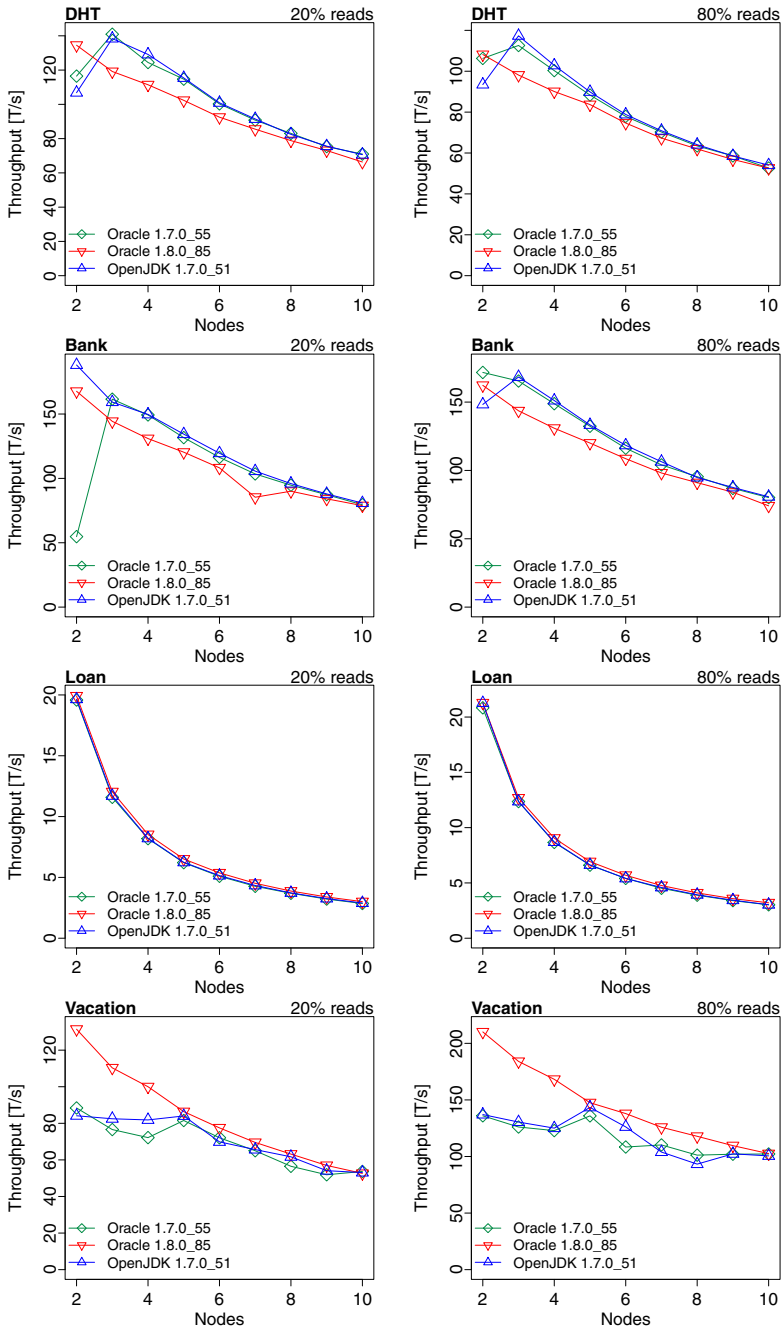 DHT 20% reads
Throughput [T/s]
0 20 40 60 80 120
Oracle 1.7.0_55
Oracle 1.8.0_85
OpenJDK 1.7.0_51
2 4 6 8 10
Nodes
DHT 80% reads
Throughput [T/s]
0 20 40 60 80 100
Oracle 1.7.0_55
Oracle 1.8.0_85
OpenJDK 1.7.0_51
2 4 6 8 10
Nodes
Bank 20% reads
Throughput [T/s]
0 50 100 150
Oracle 1.7.0_55
Oracle 1.8.0_85
OpenJDK 1.7.0_51
2 4 6 8 10
Nodes
Bank 80% reads
Throughput [T/s]
0 50 100 150
Oracle 1.7.0_55
Oracle 1.8.0_85
OpenJDK 1.7.0_51
2 4 6 8 10
Nodes
Loan 20% reads
Throughput [T/s]
0 5 10 15 20
Oracle 1.7.0_55
Oracle 1.8.0_85
OpenJDK 1.7.0_51
2 4 6 8 10
Nodes
Loan 80% reads
Throughput [T/s]
0 5 10 15 20
Oracle 1.7.0_55
Oracle 1.8.0_85
OpenJDK 1.7.0_51
2 4 6 8 10
Nodes
Vacation 20% reads
Throughput [T/s]
0 20 40 60 80 120
Oracle 1.7.0_55
Oracle 1.8.0_85
OpenJDK 1.7.0_51
2 4 6 8 10
Nodes
Vacation 80% reads
Throughput [T/s]
0 50 100 150 200
Oracle 1.7.0_55
Oracle 1.8.0_85
OpenJDK 1.7.0_51
2 4 6 8 10
Nodes